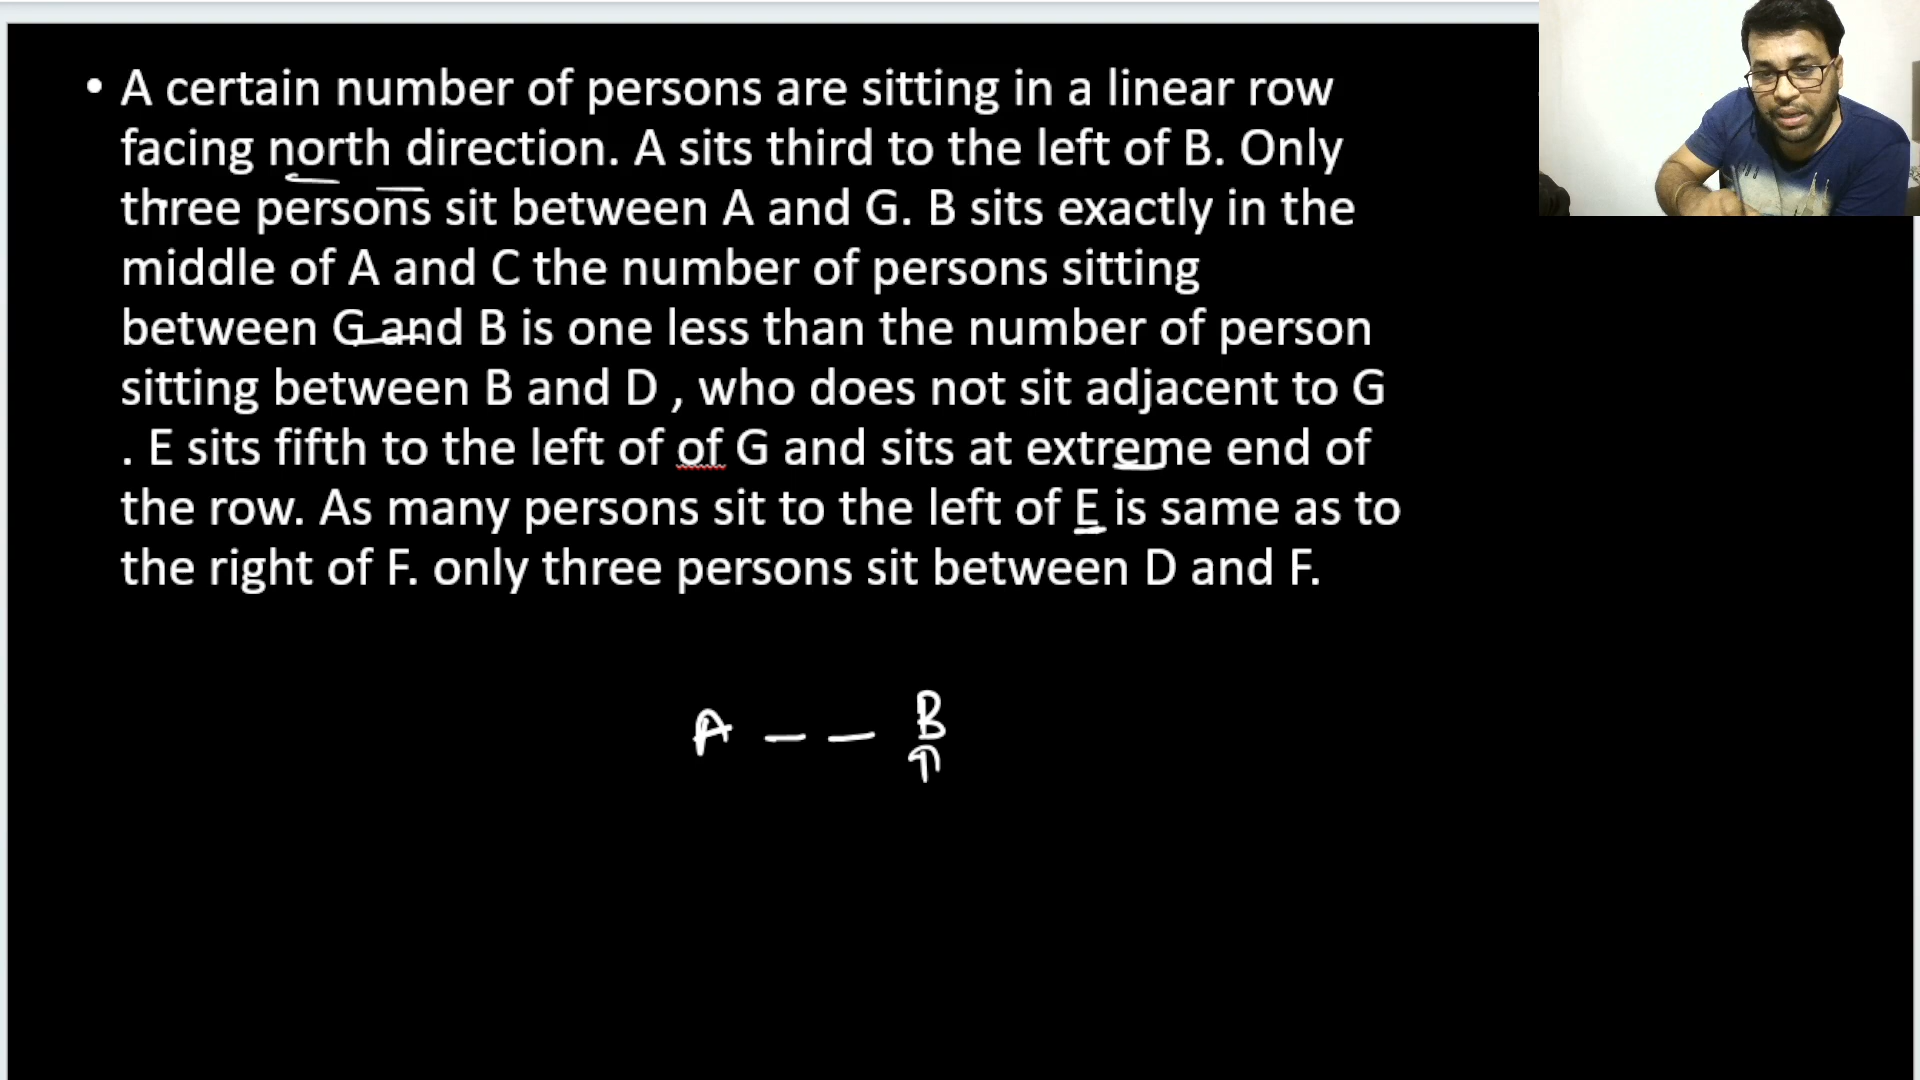 • A certain number of persons are sitting in a linear row
facing north direction. A sits third to the left of B. Only
three persons sit between A and G. B sits exactly in the
middle of A and C the number of persons sitting
between G and B is one less than the number of person
sitting between B and D , who does not sit adjacent to G
. E sits fifth to the left of of G and sits at extreme end of
the row. As many persons sit to the left of E is same as to
the right of F. only three persons sit between D and F.
A _ _ B
↑